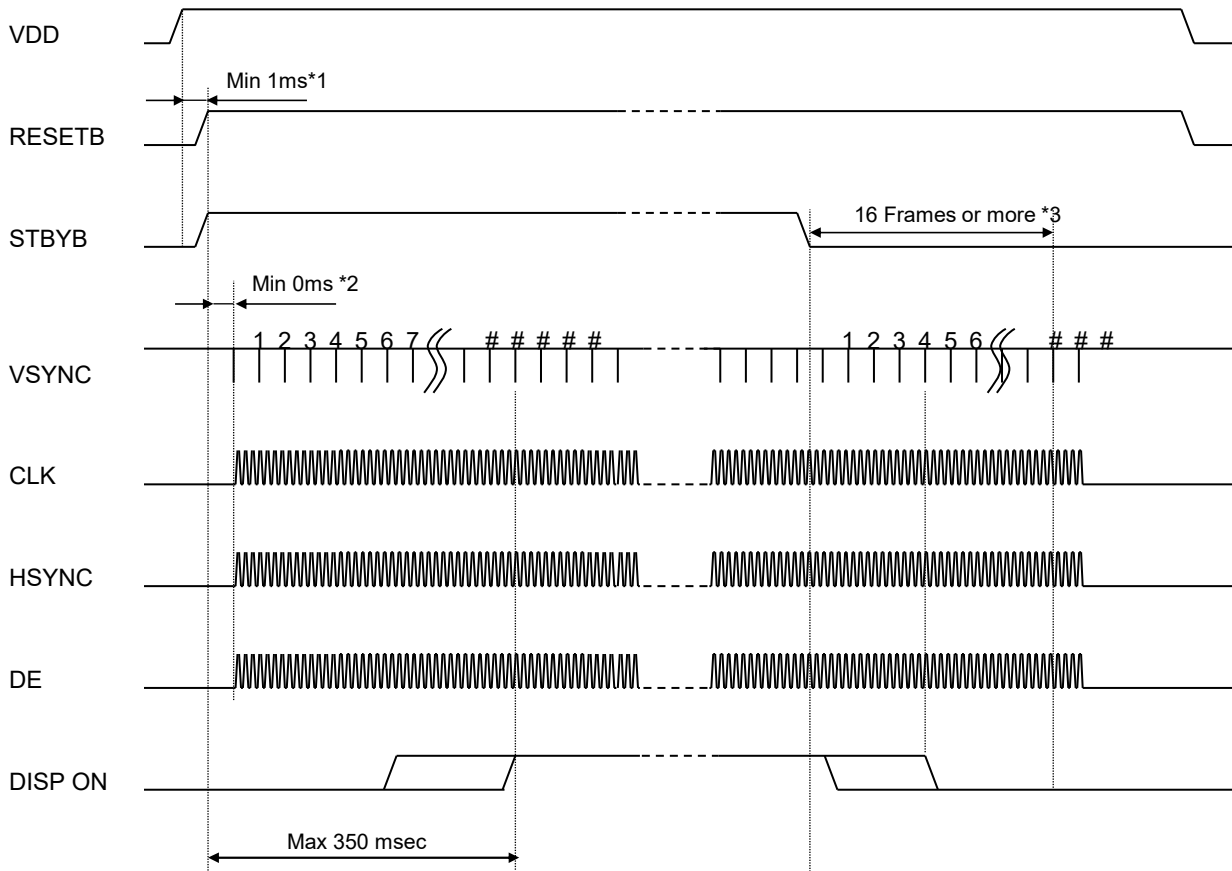 VDD
Min 1ms*1
RESETB
STBYB
16 Frames or more *3
Min 0ms *2
1 2 3 4 5 6 7 # # # # # 1 2 3 4 5 6 # # #
VSYNC
CLK
HSYNC
DE
DISP ON
Max 350 msec